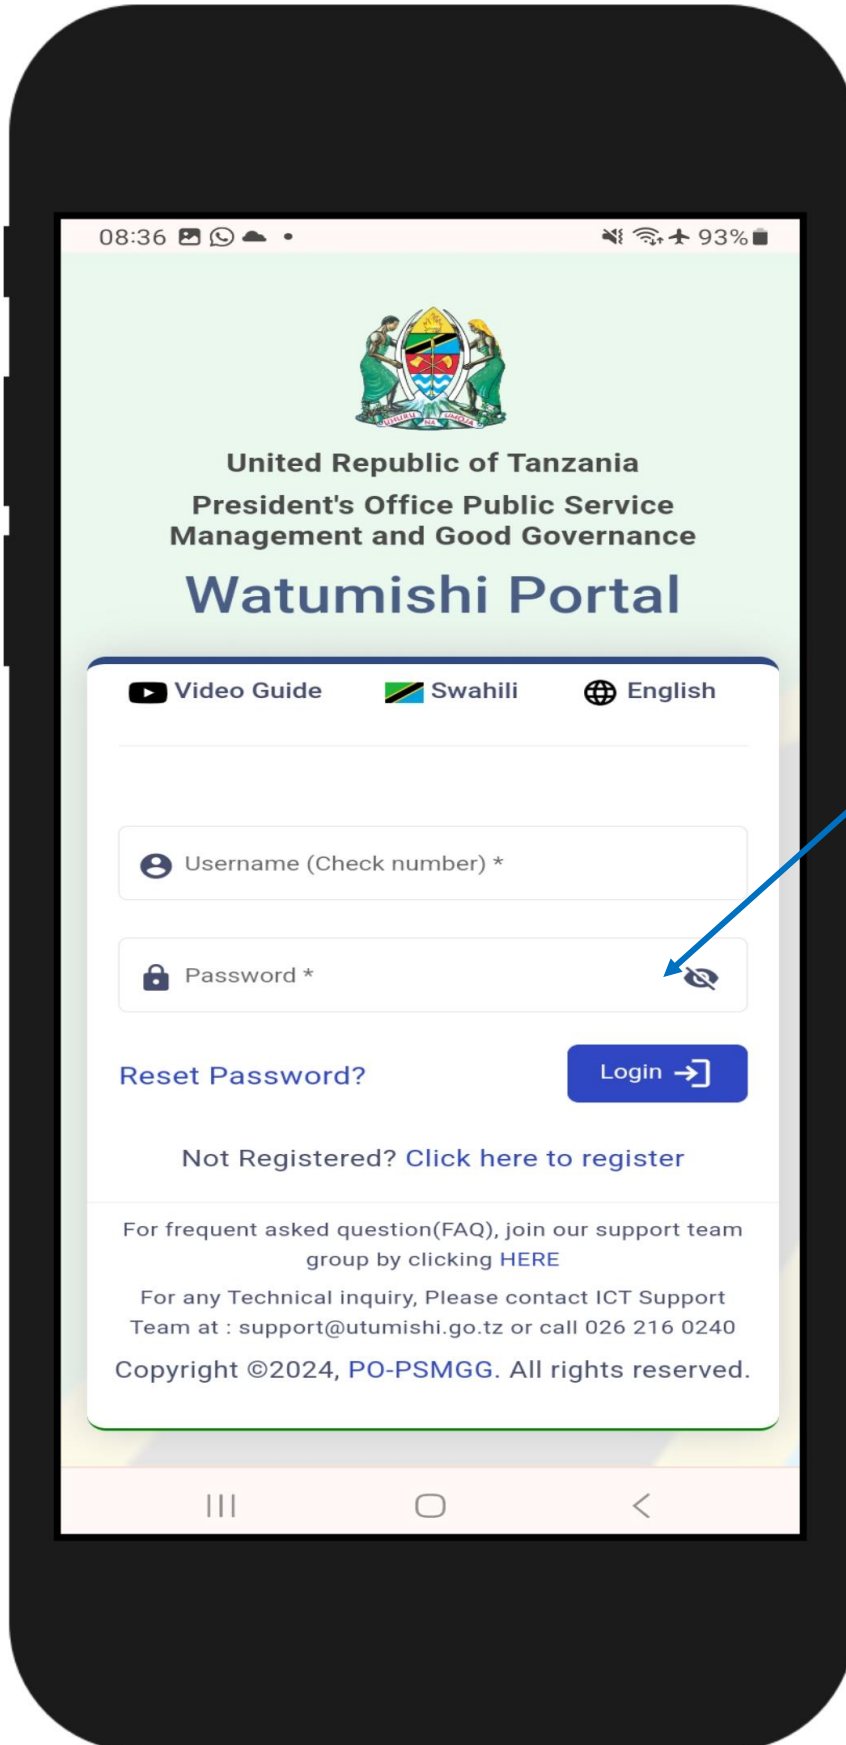 08:36
93%
UHURU NA UMOJA
United Republic of Tanzania
President's Office Public Service
Management and Good Governance
Watumishi Portal
Video Guide Swahili English
Username (Check number) *
Password *
Reset Password? Login
Not Registered? Click here to register
For frequent asked question(FAQ), join our support team
group by clicking HERE
For any Technical inquiry, Please contact ICT Support
Team at : support@utumishi.go.tz or call 026 216 0240
Copyright ©2024, PO-PSMGG. All rights reserved.